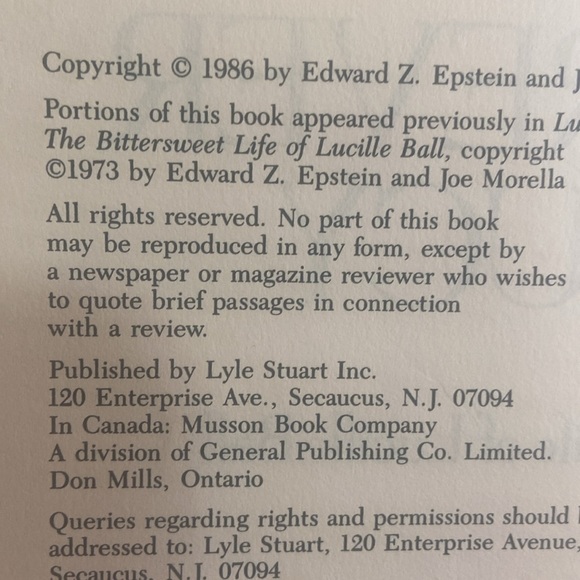 Copyright © 1986 by Edward Z. Epstein and
Portions of this book appeared previously in
The Bittersweet Life of Lucille Ball, copyright
©1973 by Edward Z. Epstein and Joe Morella
All rights reserved. No part of this book
may be reproduced in any form, except by
a newspaper or magazine reviewer who wishes
to quote brief passages in connection
with a review.
Published by Lyle Stuart Inc.
120 Enterprise Ave., Secaucus, N.J. 07094
In Canada: Musson Book Company
A division of General Publishing Co. Limited.
Don Mills, Ontario
Queries regarding rights and permissions should
addressed to: Lyle Stuart, 120 Enterprise Avenue,
Secaucus, N.J. 07094